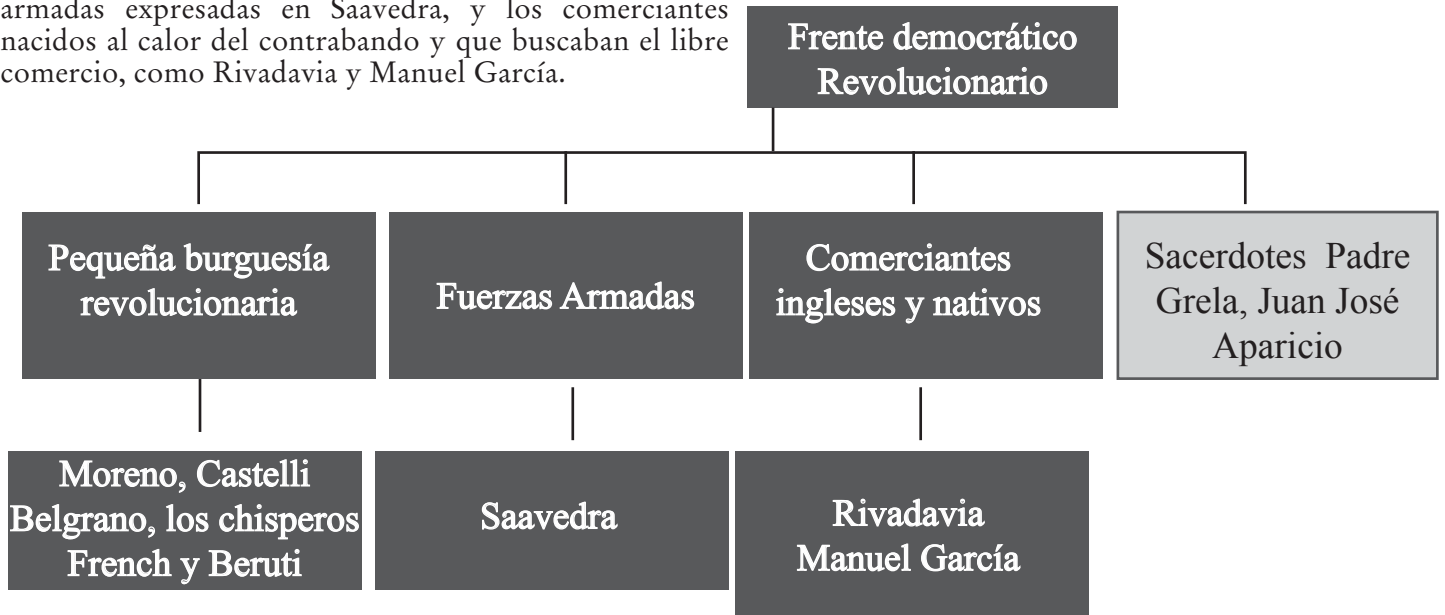 armadas expresadas en Saavedra, y los comerciantes
nacidos al calor del contrabando y que buscaban el libre
comercio, como Rivadavia y Manuel García.
Frente democrático
Revolucionario
Pequeña burguesía
revolucionaria
Fuerzas Armadas
Comerciantes
ingleses y nativos
Sacerdotes Padre
Grela, Juan José
Aparicio
Moreno, Castelli
Belgrano, los chisperos
French y Beruti
Saavedra
Rivadavia
Manuel García